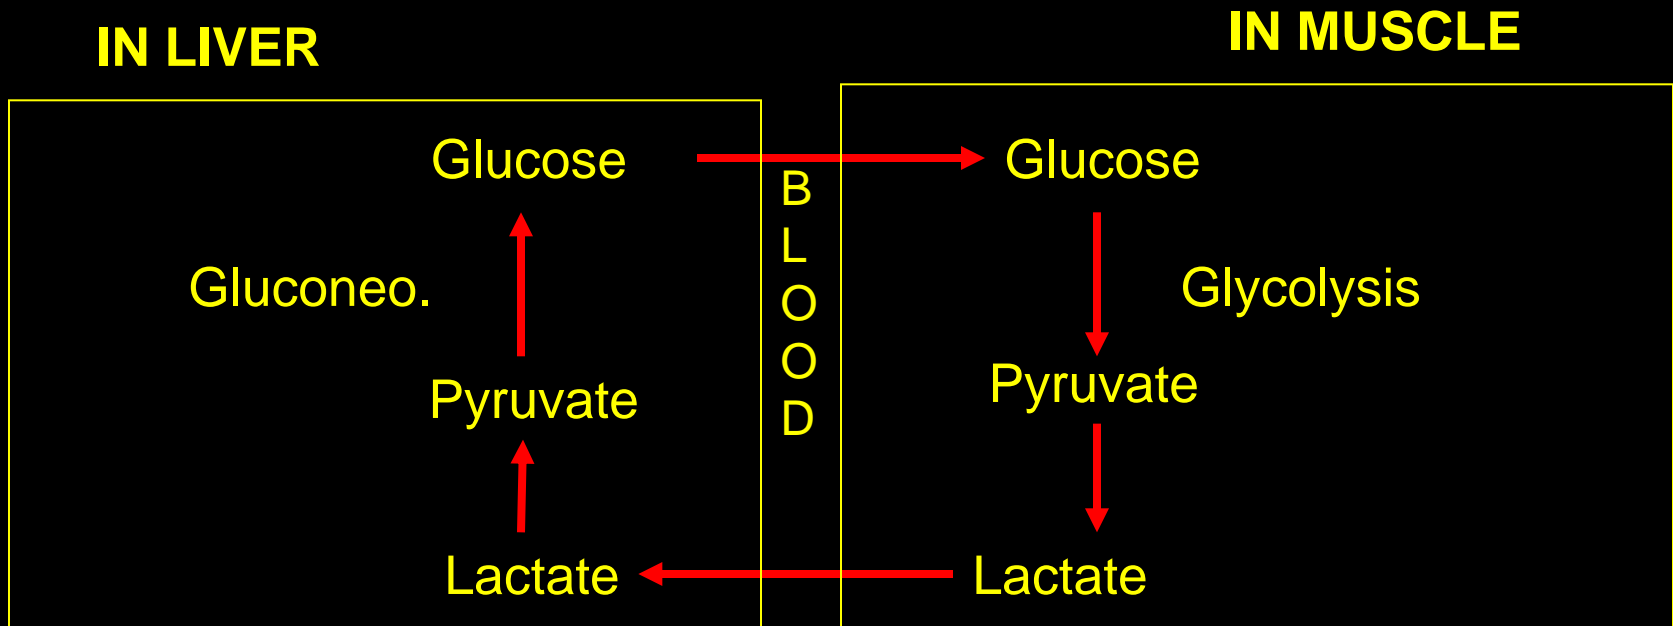 IN LIVER
IN MUSCLE
Glucose
Gluconeo.
Pyruvate
Lactate
B
L
O
O
D
Glucose
Glycolysis
Pyruvate
Lactate